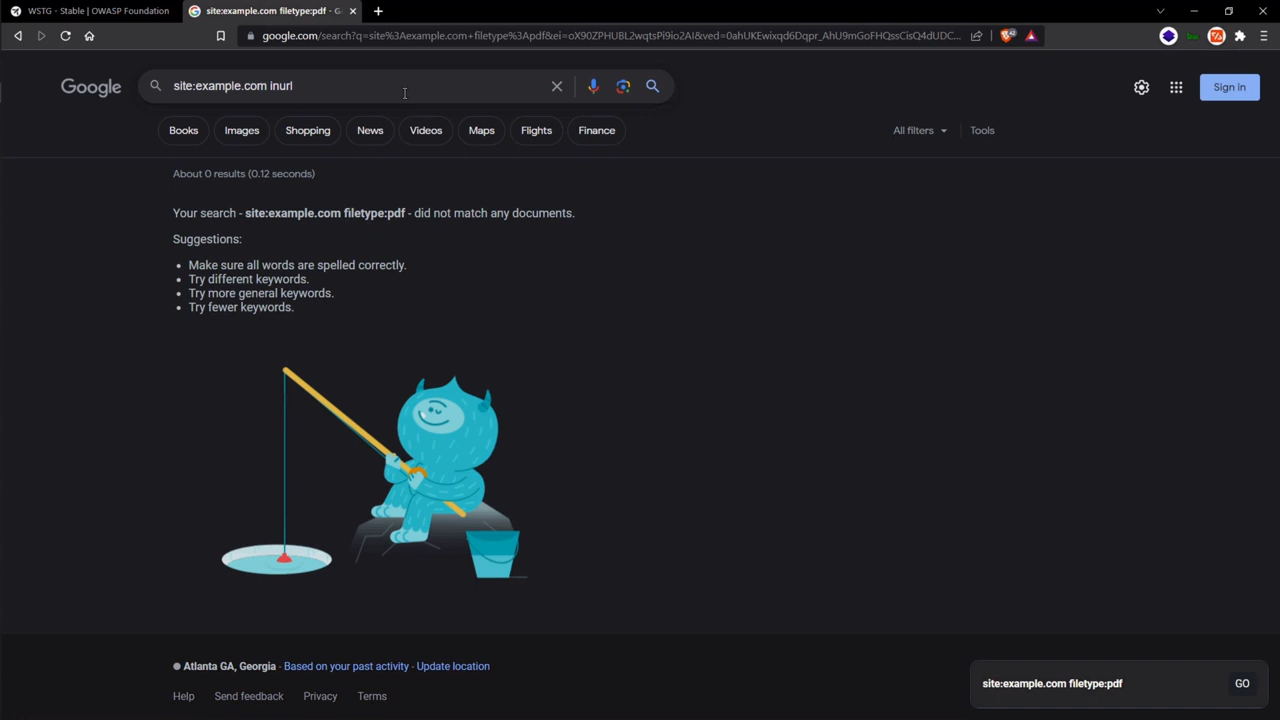 WSTG - Stable | OWASP Foundation
site:example.com filetype:pdf - G
google.com/search?q=site%3Aexample.com+filetype%3Apdf&ei=oX90ZPHUBL2wqtsPi9io2AI&ved=0ahUKEwixqd6Dqpr_AhU9mGoFHQssCisQ4dUDC...
42
Google
site:example.com inurl
Sign in
Books
Images
Shopping
News
Videos
Maps
Flights
Finance
All filters
Tools
About 0 results (0.12 seconds)
Your search - site:example.com filetype:pdf - did not match any documents.
Suggestions:
Make sure all words are spelled correctly.
Try different keywords.
Try more general keywords.
Try fewer keywords.
Atlanta GA, Georgia - Based on your past activity - Update location
site:example.com filetype:pdf
GO
Help
Send feedback
Privacy
Terms